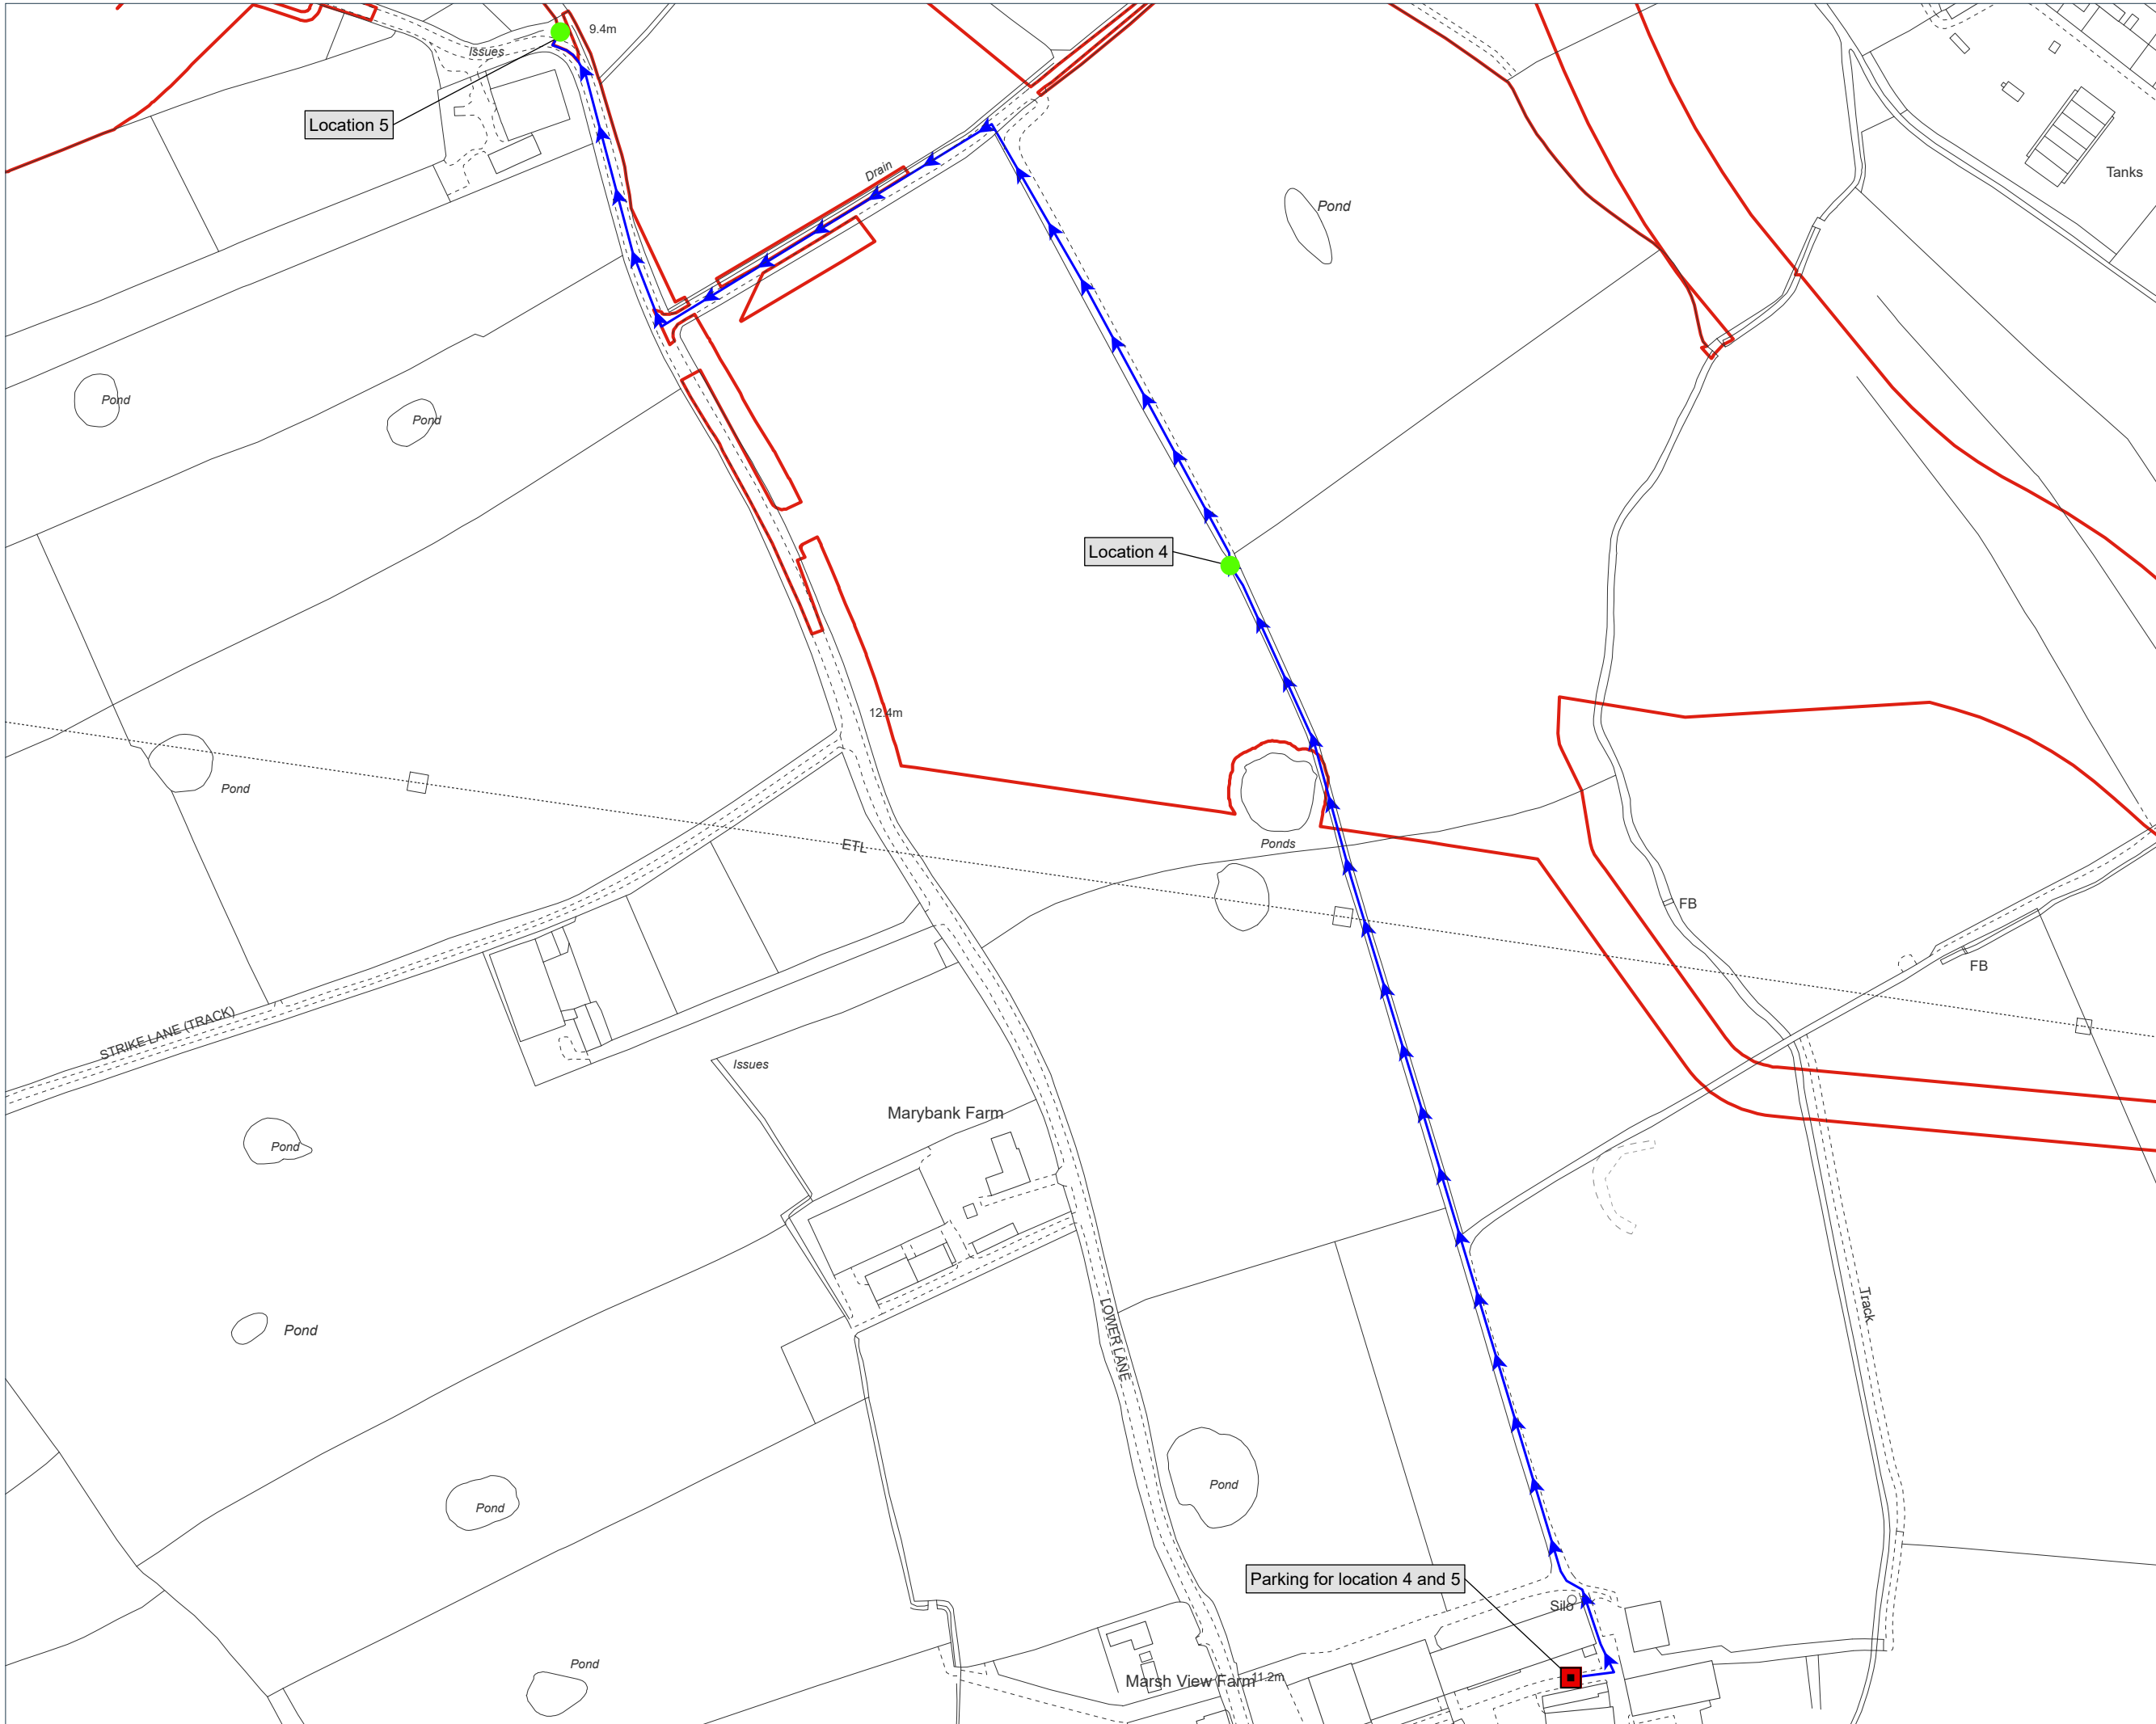 9.4m
Issues
Location 5
Drain
Tanks
Pond
Pond
Pond
Location 4
12.4m
Pond
ETL
Ponds
FB
FB
STRIKE LANE (TRACK)
Issues
Marybank Farm
Pond
Track
Pond
LOWER LANE
Pond
Pond
Parking for location 4 and 5
Silo
Pond
Marsh View Farm
11.2m